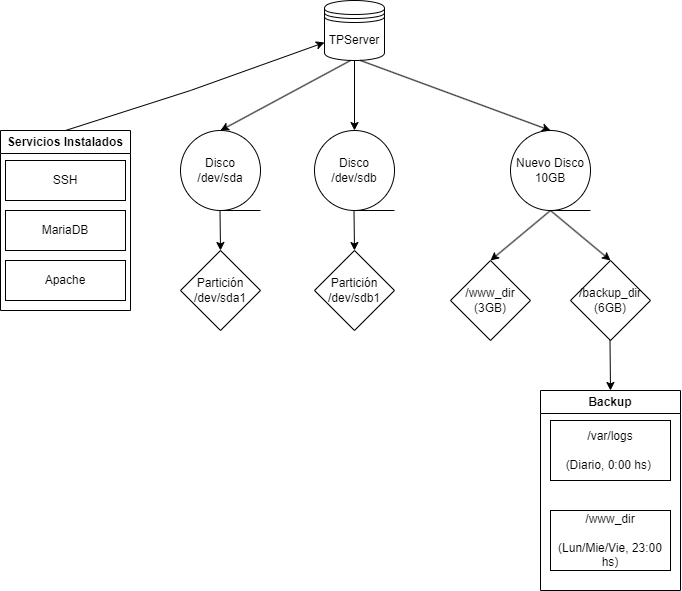 TPServer
Servicios Instalados
SSH
MariaDB
Apache
Disco
/dev/sda
Disco
/dev/sdb
Nuevo Disco
10GB
Partición
/dev/sda1
Partición
/dev/sdb1
/www_dir
(3GB)
/backup_dir
(6GB)
Backup
/var/logs
(Diario, 0:00 hs)
/www_dir
(Lun/Mie/Vie, 23:00
hs)